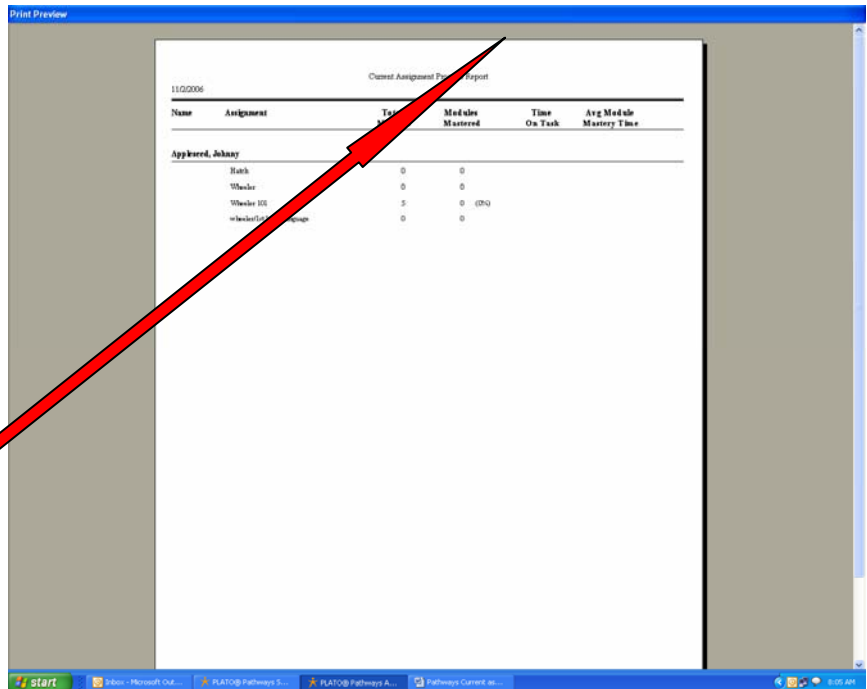 Print Preview
Current Assignment Report
11/2/2006
Name Assignment Modules Time Avg Module
Mastered On Task Mastery Time
Appleseed, Johnny
Hatch 0 0
Wheeler 0 0
Wheeler 101 5 0 (0%)
0 0
start Inbox - Microsoft Out... PLATO® Pathways S... PLATO® Pathways A... Pathways Current as... 8:05 AM